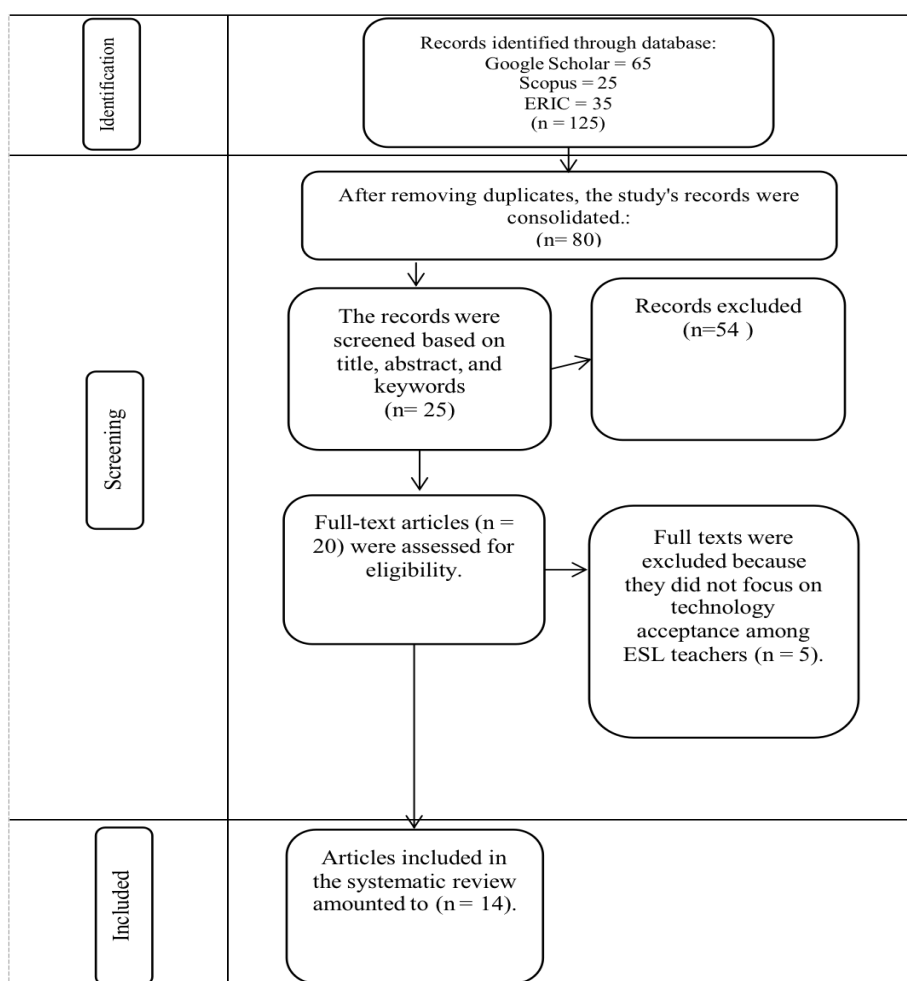 Identification
Records identified through database:
Google Scholar = 65
Scopus = 25
ERIC = 35
(n = 125)
After removing duplicates, the study's records were
consolidated.:
(n= 80)
Screening
The records were
screened based on
title, abstract, and
keywords
(n= 25)
Records excluded
(n=54 )
Full-text articles (n =
20) were assessed for
eligibility.
Full texts were
excluded because
they did not focus on
technology
acceptance among
ESL teachers (n = 5).
Included
Articles included in
the systematic review
amounted to (n = 14).